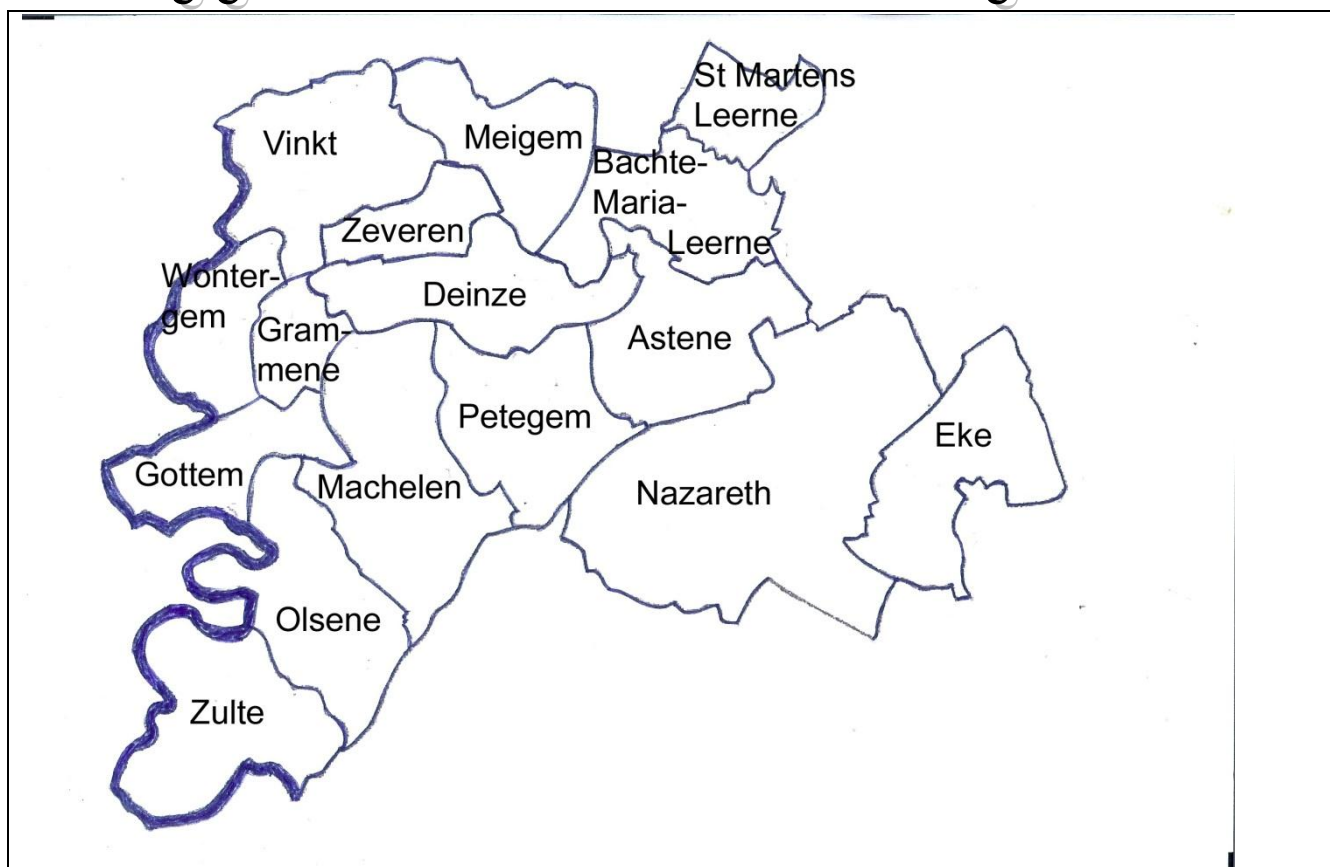 St Martens
Leerne
Vinkt
Meigem
Bachte-
Maria-
Leerne
Zeveren
Wonter-
gem
Deinze
Gram-
mene
Astene
Petegem
Eke
Gottem
Machelen
Nazareth
Olsene
Zulte